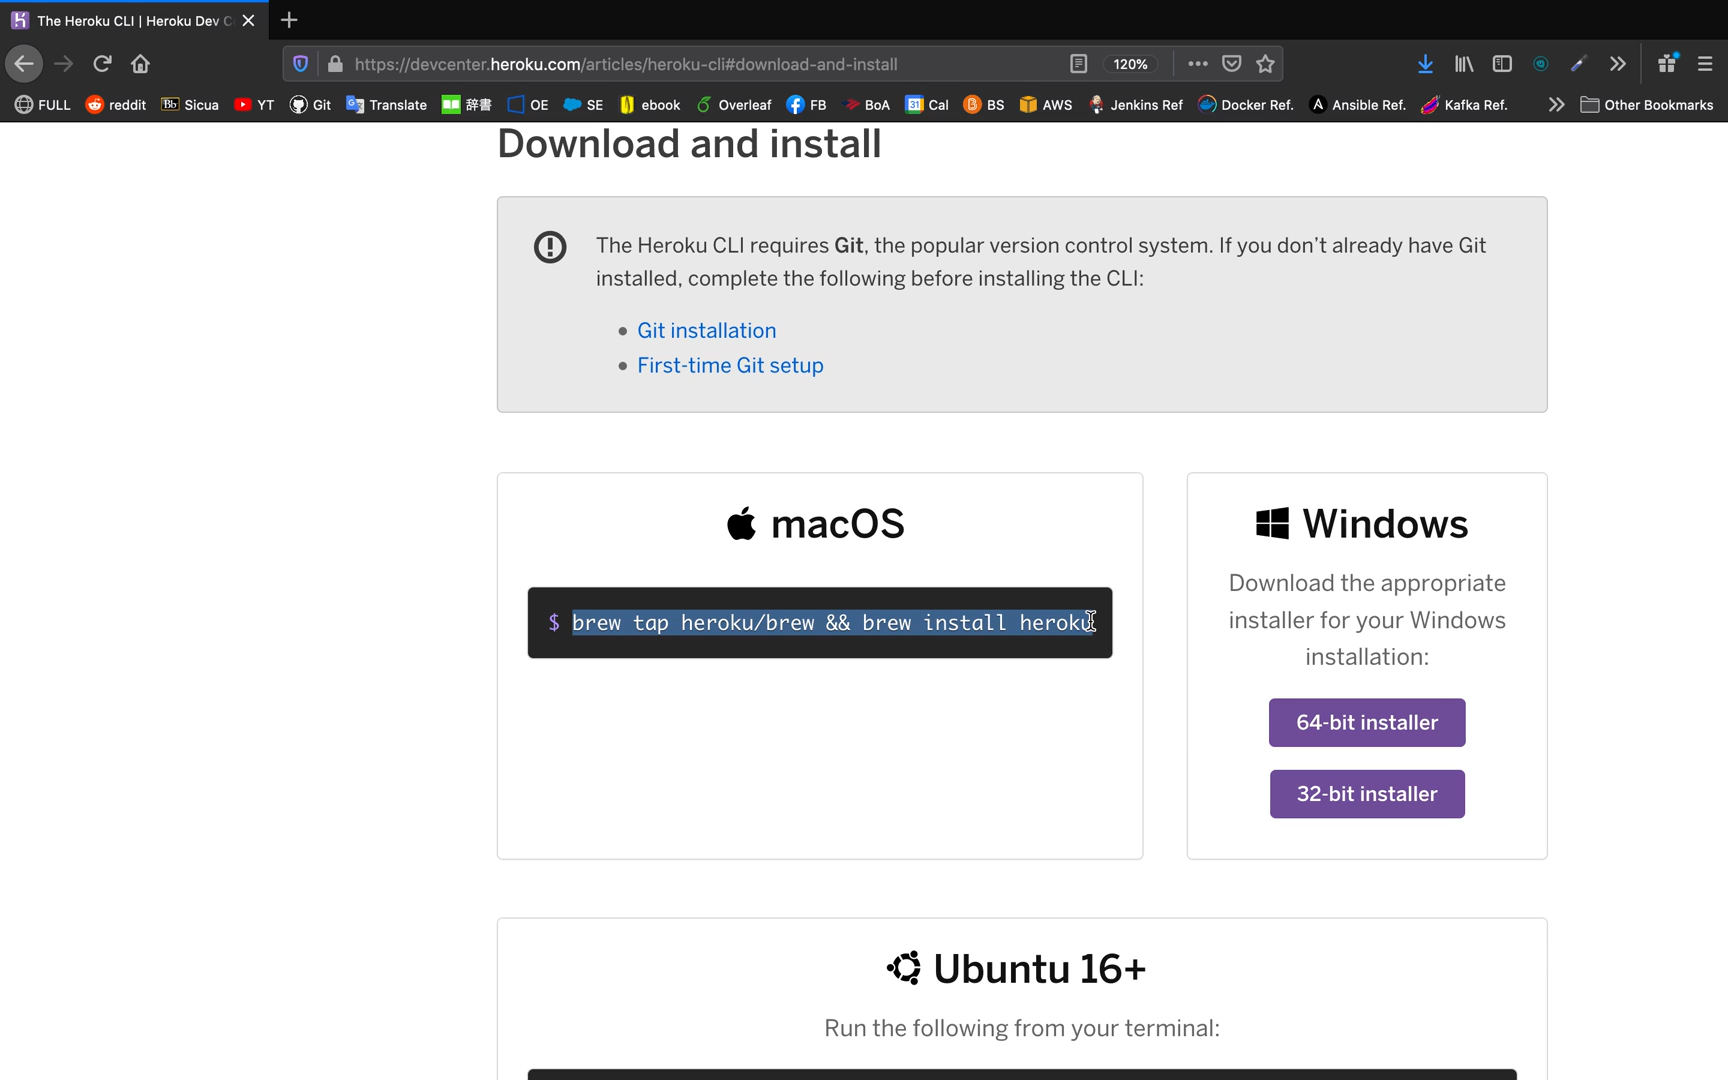 The Heroku CLI | Heroku Dev C
https://devcenter.heroku.com/articles/heroku-cli#download-and-install
120%
FULL reddit Bb Sicua YT Git Translate 辞書 OE SE ebook Overleaf FB BoA 31 Cal BS AWS Jenkins Ref Docker Ref. Ansible Ref. Kafka Ref. Other Bookmarks
Download and install
The Heroku CLI requires Git, the popular version control system. If you don’t already have Git
installed, complete the following before installing the CLI:
Git installation
First-time Git setup
macOS
$ brew tap heroku/brew && brew install heroku
Windows
Download the appropriate
installer for your Windows
installation:
64-bit installer
32-bit installer
Ubuntu 16+
Run the following from your terminal: